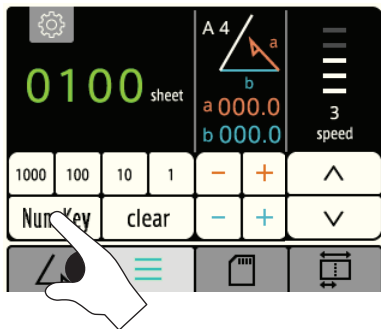 A 4
a
b
0100 sheet
a 000.0
b 000.0
3
speed
1000 100 10 1 - + 
Num Key clear - +